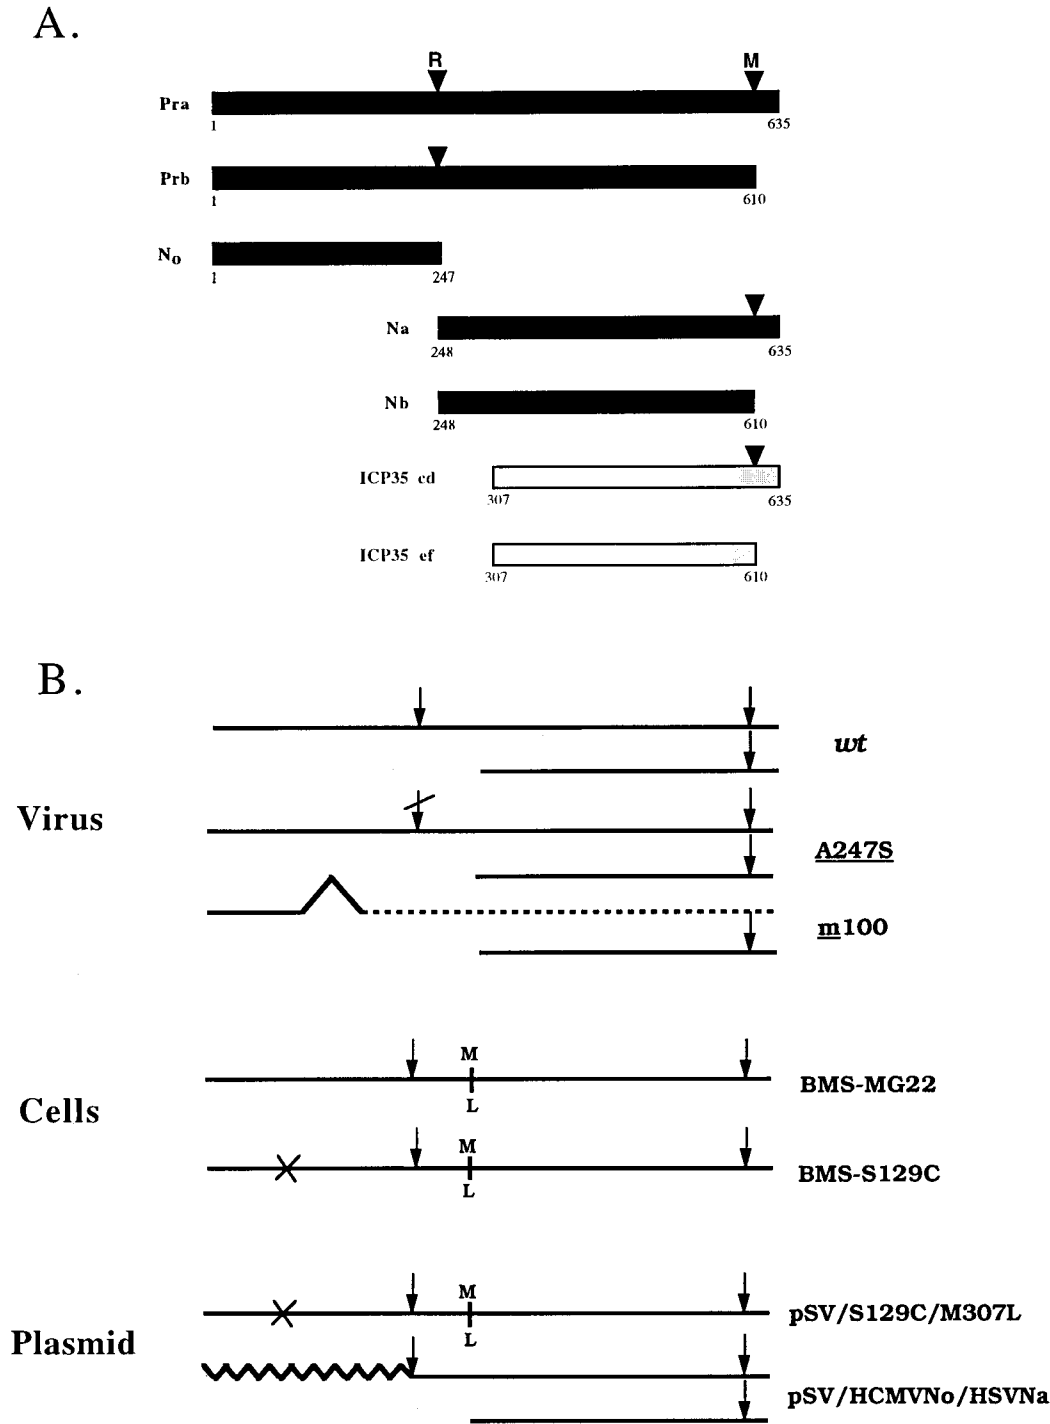 A.
R M
Pra
1 635
Prb
1 610
No
1 247
Na
248 635
Nb
248 610
ICP35 cd
307 635
ICP35 ef
307 610
B.
wt
Virus
A247S
m100
M
BMS-MG22
L
Cells
M
BMS-S129C
L
M
pSV/S129C/M307L
L
Plasmid
pSV/HCMVNo/HSVNa